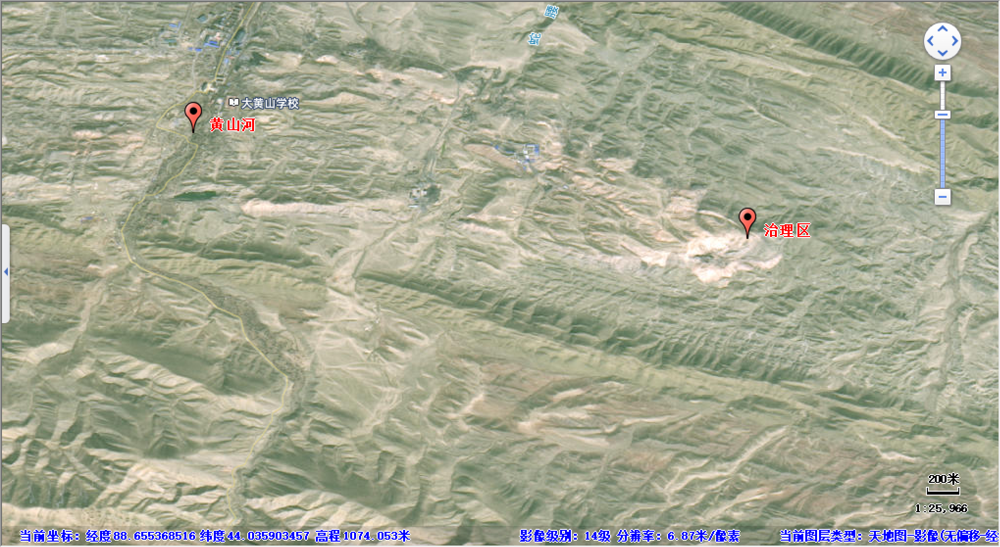 大黄山学校
黄山河
治理区
200米
1:25,966
当前坐标: 经度88.655368516 纬度44.035903457 高程1074.053米
影像级别: 14级 分辨率: 6.87米/像素
当前图层类型: 天地图-影像(无偏移-经